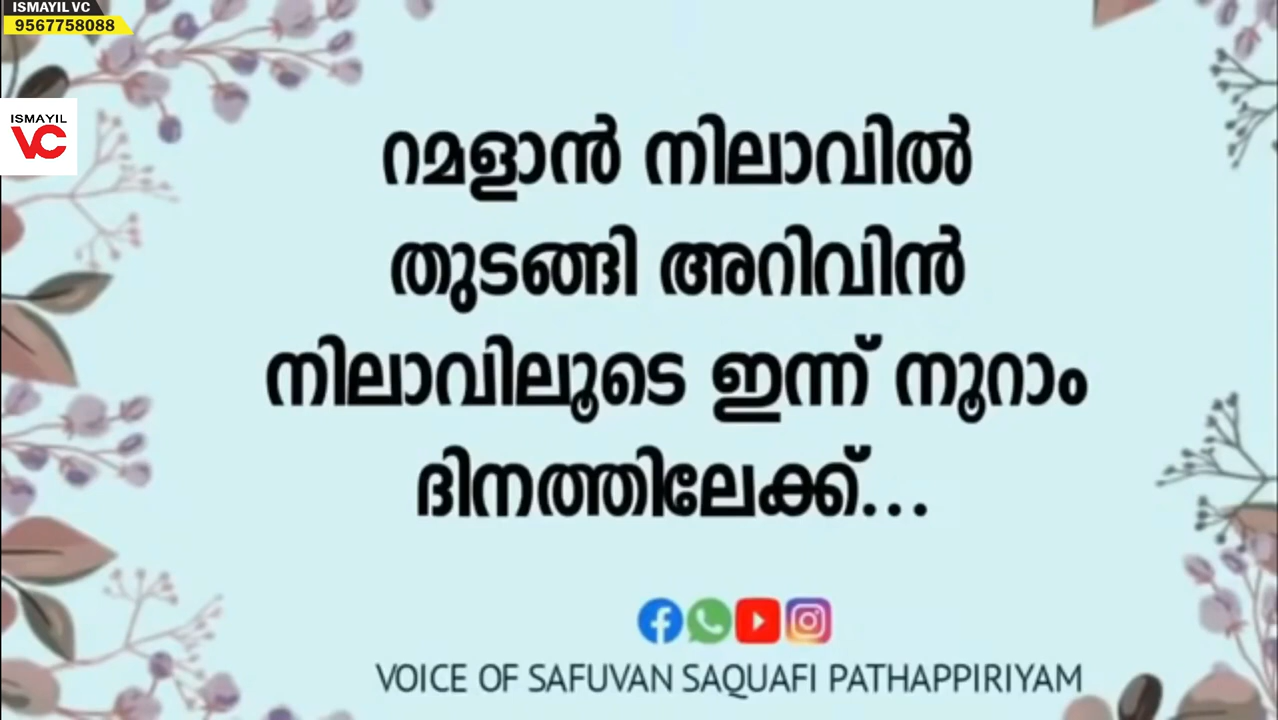 ISMAYIL VC
9567758088
ISMAYIL
VC
റമളാൻ നിലാവിൽ
തുടങ്ങി അറിവിൻ
നിലാവിലൂടെ ഇന്ന് നൂറാം
ദിനത്തിലേക്ക്...
VOICE OF SAFUVAN SAQUAFI PATHAPPIRIYAM